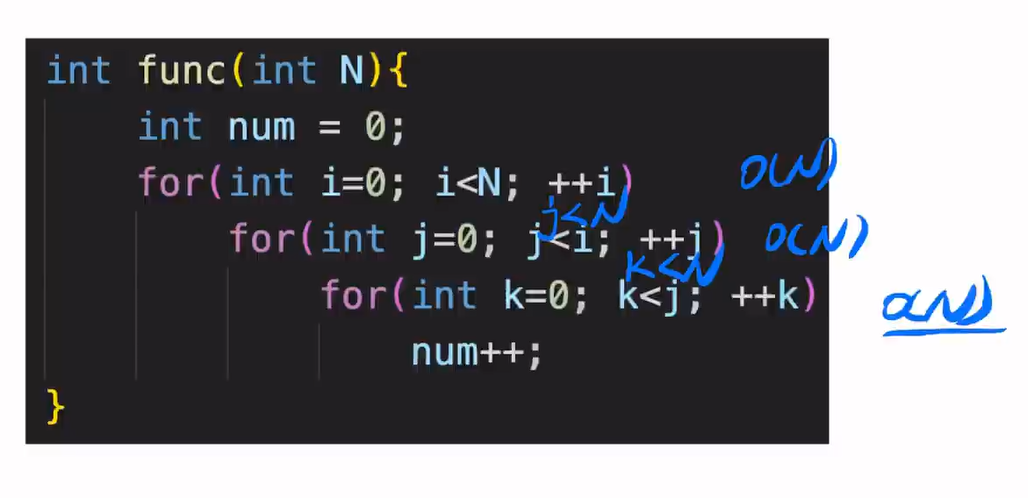 int func(int N){
int num = 0;
for(int i=0; i<N; ++i) O(N)
j<N
for(int j=0; j<i; ++j) O(N)
k<N
for(int k=0; k<j; ++k) O(N)
num++;
}